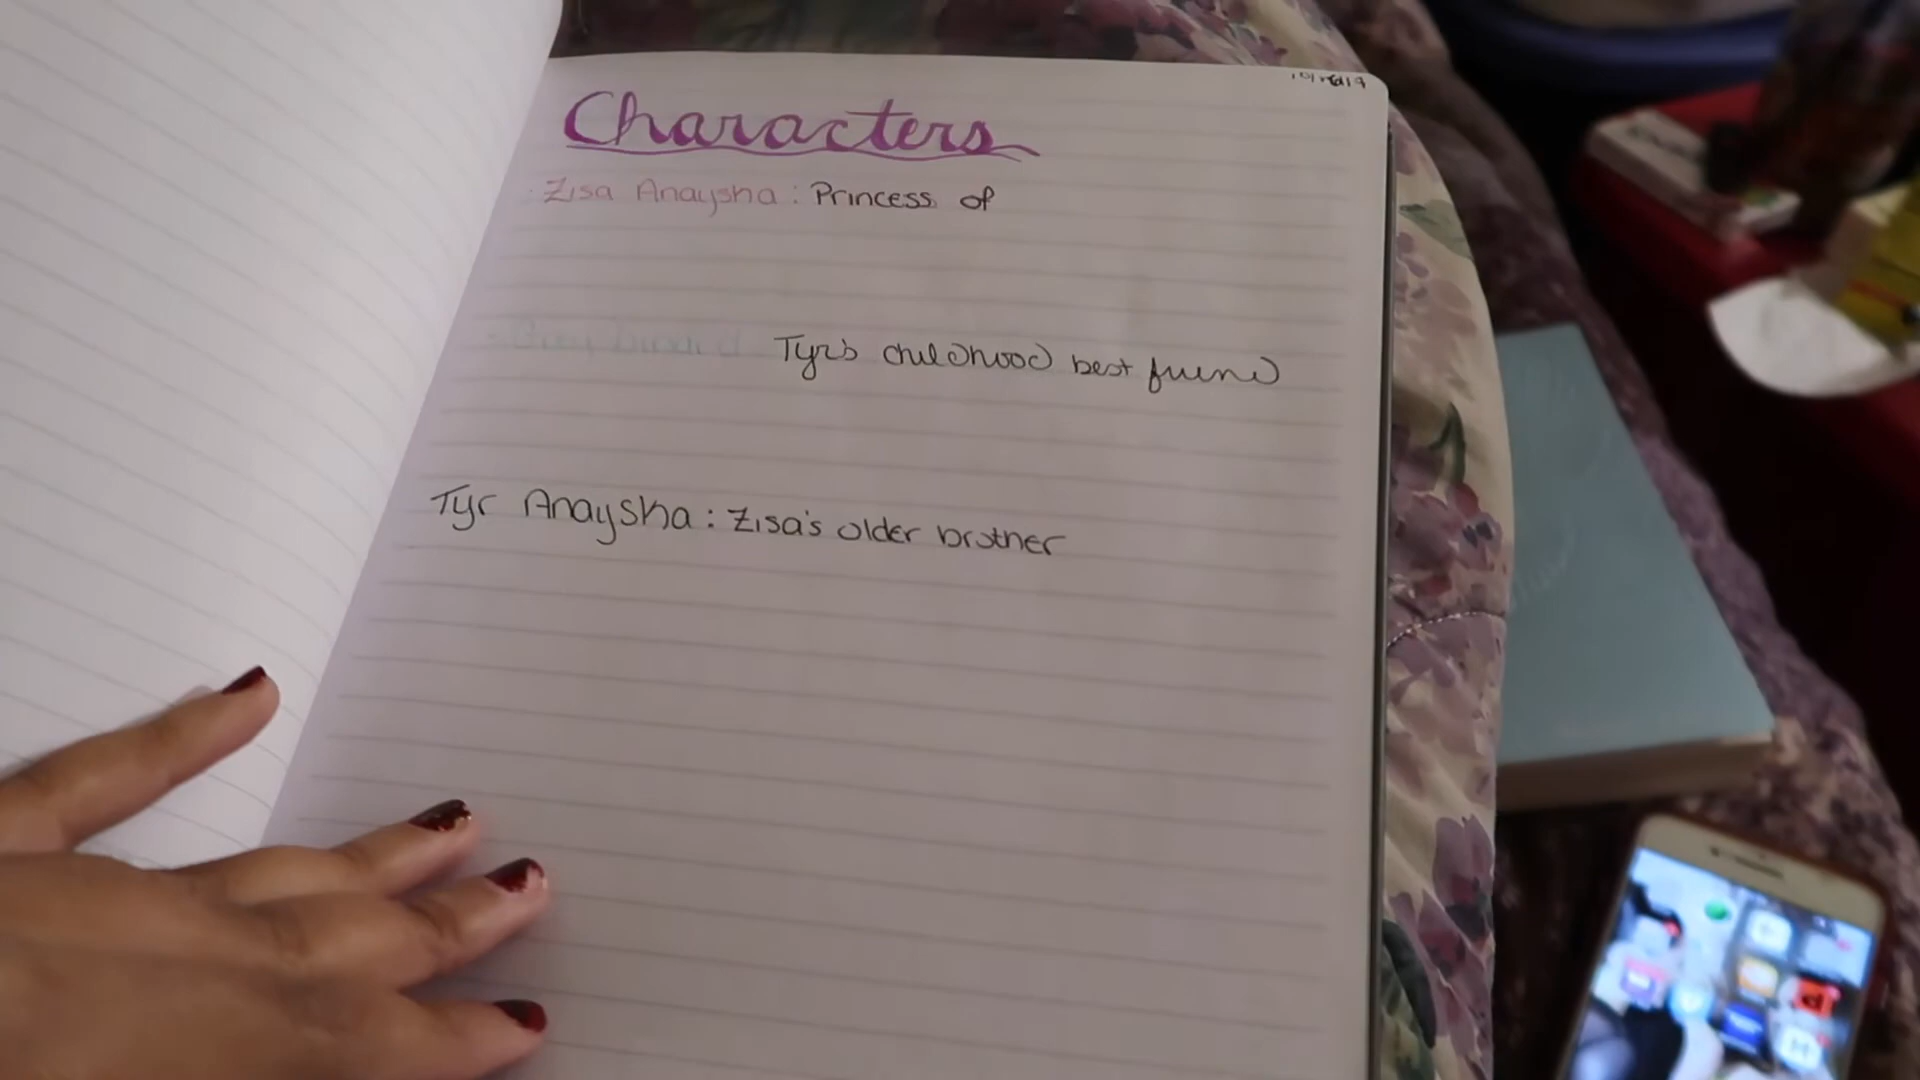 Characters
Zisa Anaysha: Princess of
Tyr's childhood best friend
Tyr Anaysha: Zisa's older brother